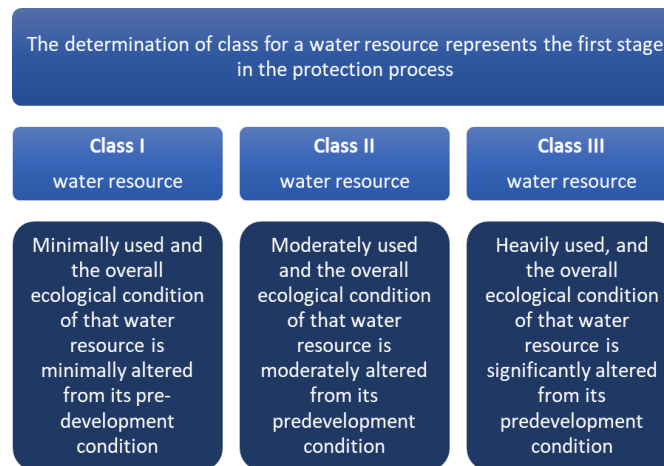 The determination of class for a water resource represents the first stage
in the protection process
Class I
water resource
Class II
water resource
Class III
water resource
Minimally used and
the overall
ecological condition
of that water
resource is
minimally altered
from its pre-
development
condition
Moderately used
and the overall
ecological condition
of that water
resource is
moderately altered
from its
predevelopment
condition
Heavily used, and
the overall
ecological condition
of that water
resource is
significantly altered
from its
predevelopment
condition